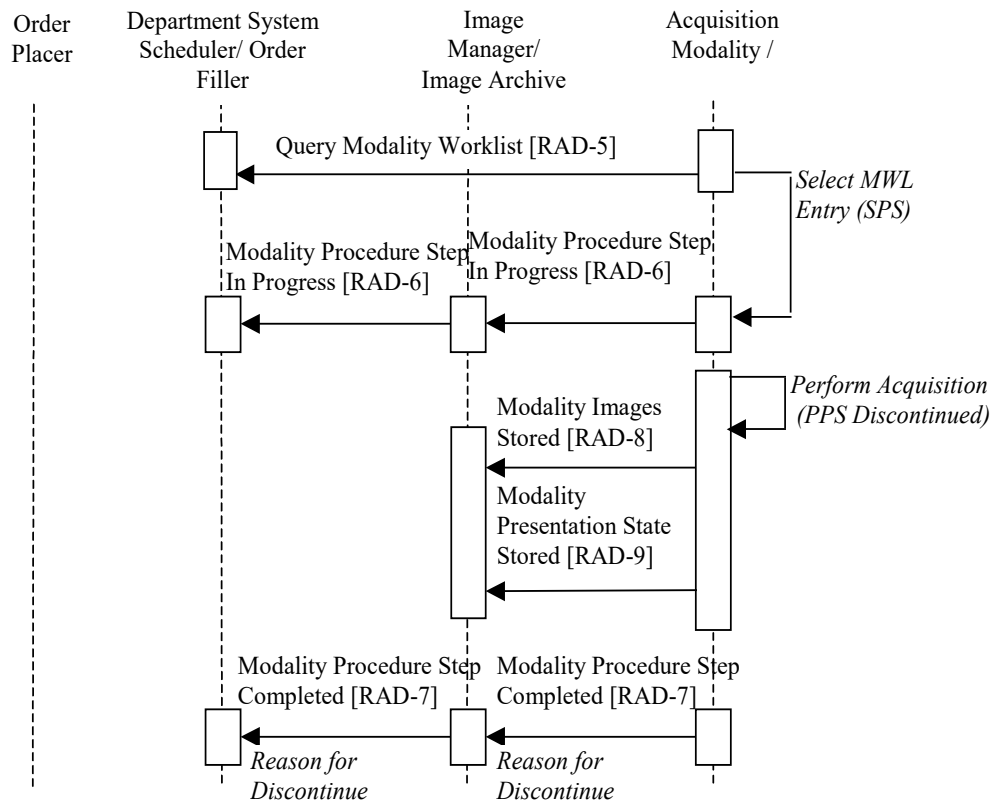 Order
Placer
Department System
Scheduler/ Order
Filler
Image
Manager/
Image Archive
Acquisition
Modality /
Query Modality Worklist [RAD-5]
Select MWL
Entry (SPS)
Modality Procedure Step
In Progress [RAD-6]
Modality Procedure Step
In Progress [RAD-6]
Perform Acquisition
(PPS Discontinued)
Modality Images
Stored [RAD-8]
Modality
Presentation State
Stored [RAD-9]
Modality Procedure Step
Completed [RAD-7]
Modality Procedure Step
Completed [RAD-7]
Reason for
Discontinue
Reason for
Discontinue